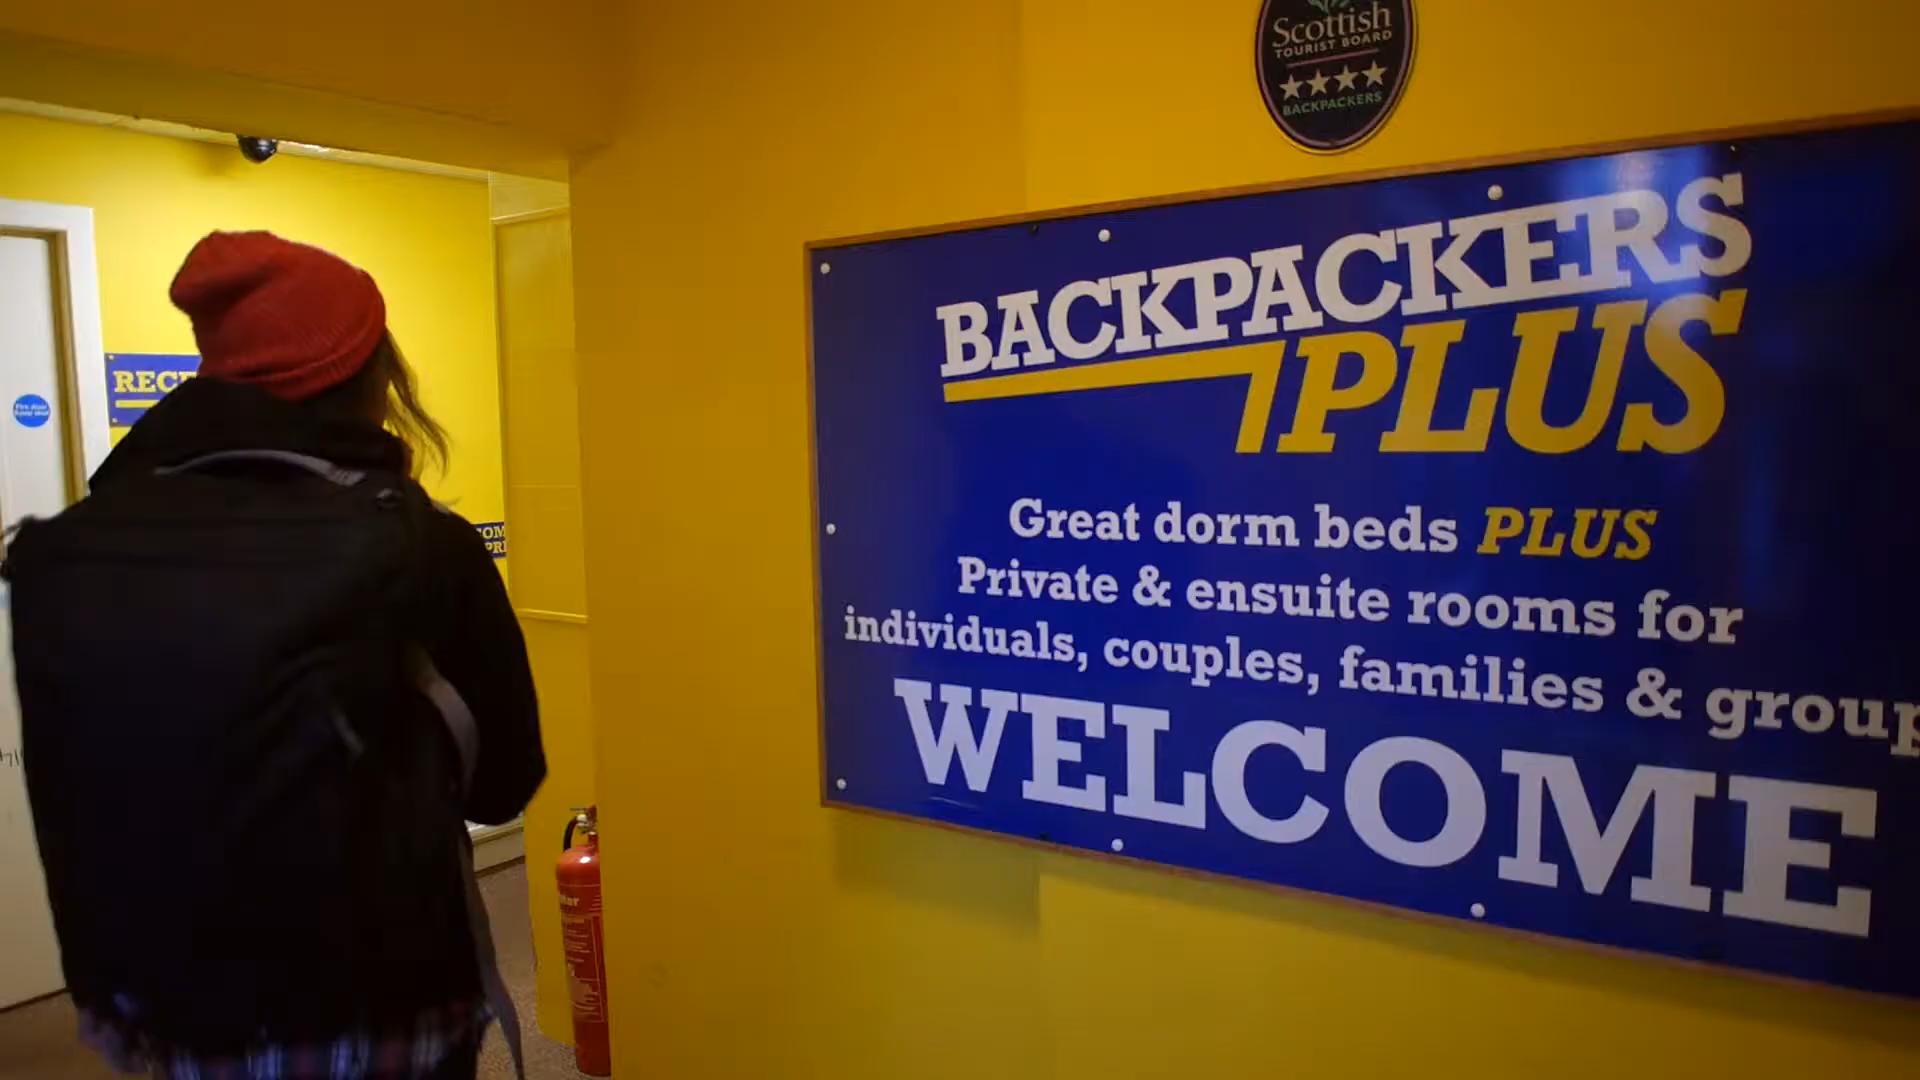 Scottish
TOURIST BOARD
BACKPACKERS
BACKPACKERS
PLUS
Great dorm beds PLUS
Private & ensuite rooms for
individuals, couples, families & group
WELCOME
RECE